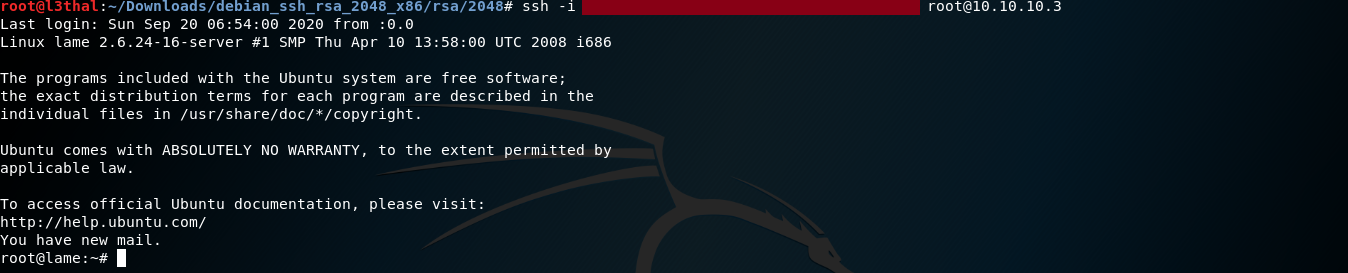 root@l3thal:~/Downloads/debian_ssh_rsa_2048_x86/rsa/2048# ssh -i root@10.10.10.3
Last login: Sun Sep 20 06:54:00 2020 from :0.0
Linux lame 2.6.24-16-server #1 SMP Thu Apr 10 13:58:00 UTC 2008 i686
The programs included with the Ubuntu system are free software;
the exact distribution terms for each program are described in the
individual files in /usr/share/doc/*/copyright.
Ubuntu comes with ABSOLUTELY NO WARRANTY, to the extent permitted by
applicable law.
To access official Ubuntu documentation, please visit:
http://help.ubuntu.com/
You have new mail.
root@lame:~#